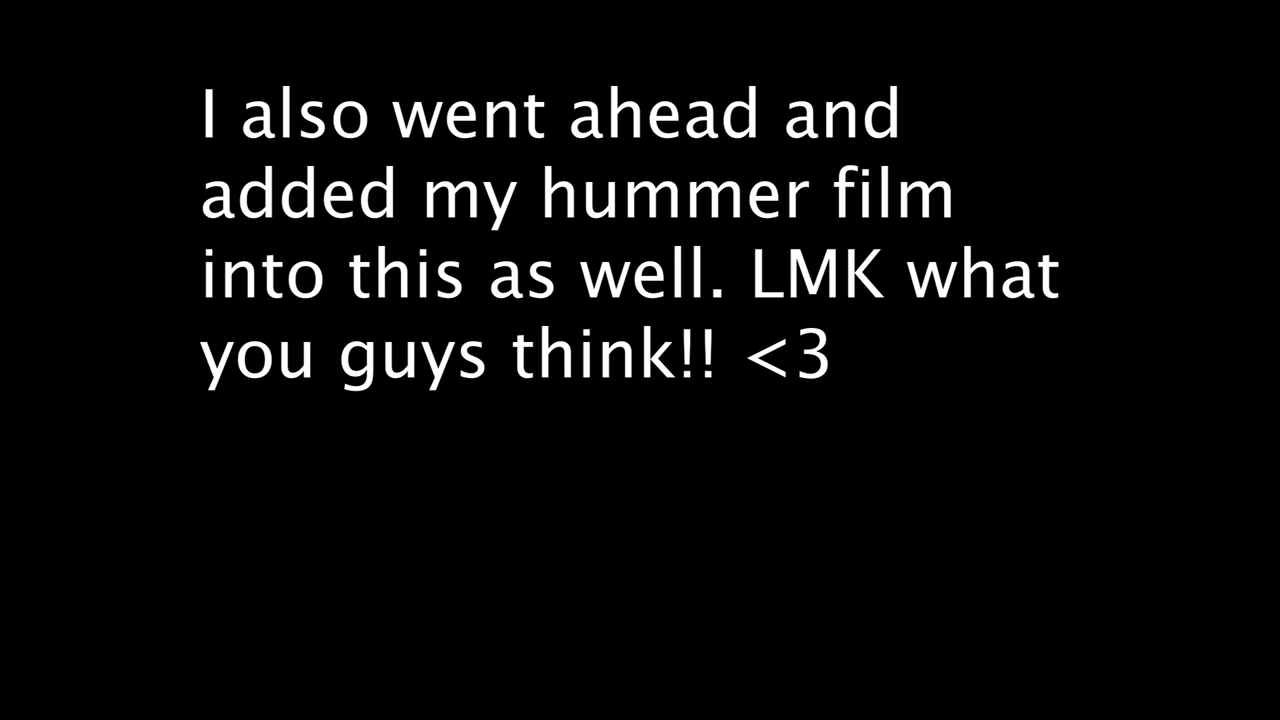 I also went ahead and
added my hummer film
into this as well. LMK what
you guys think!! <3